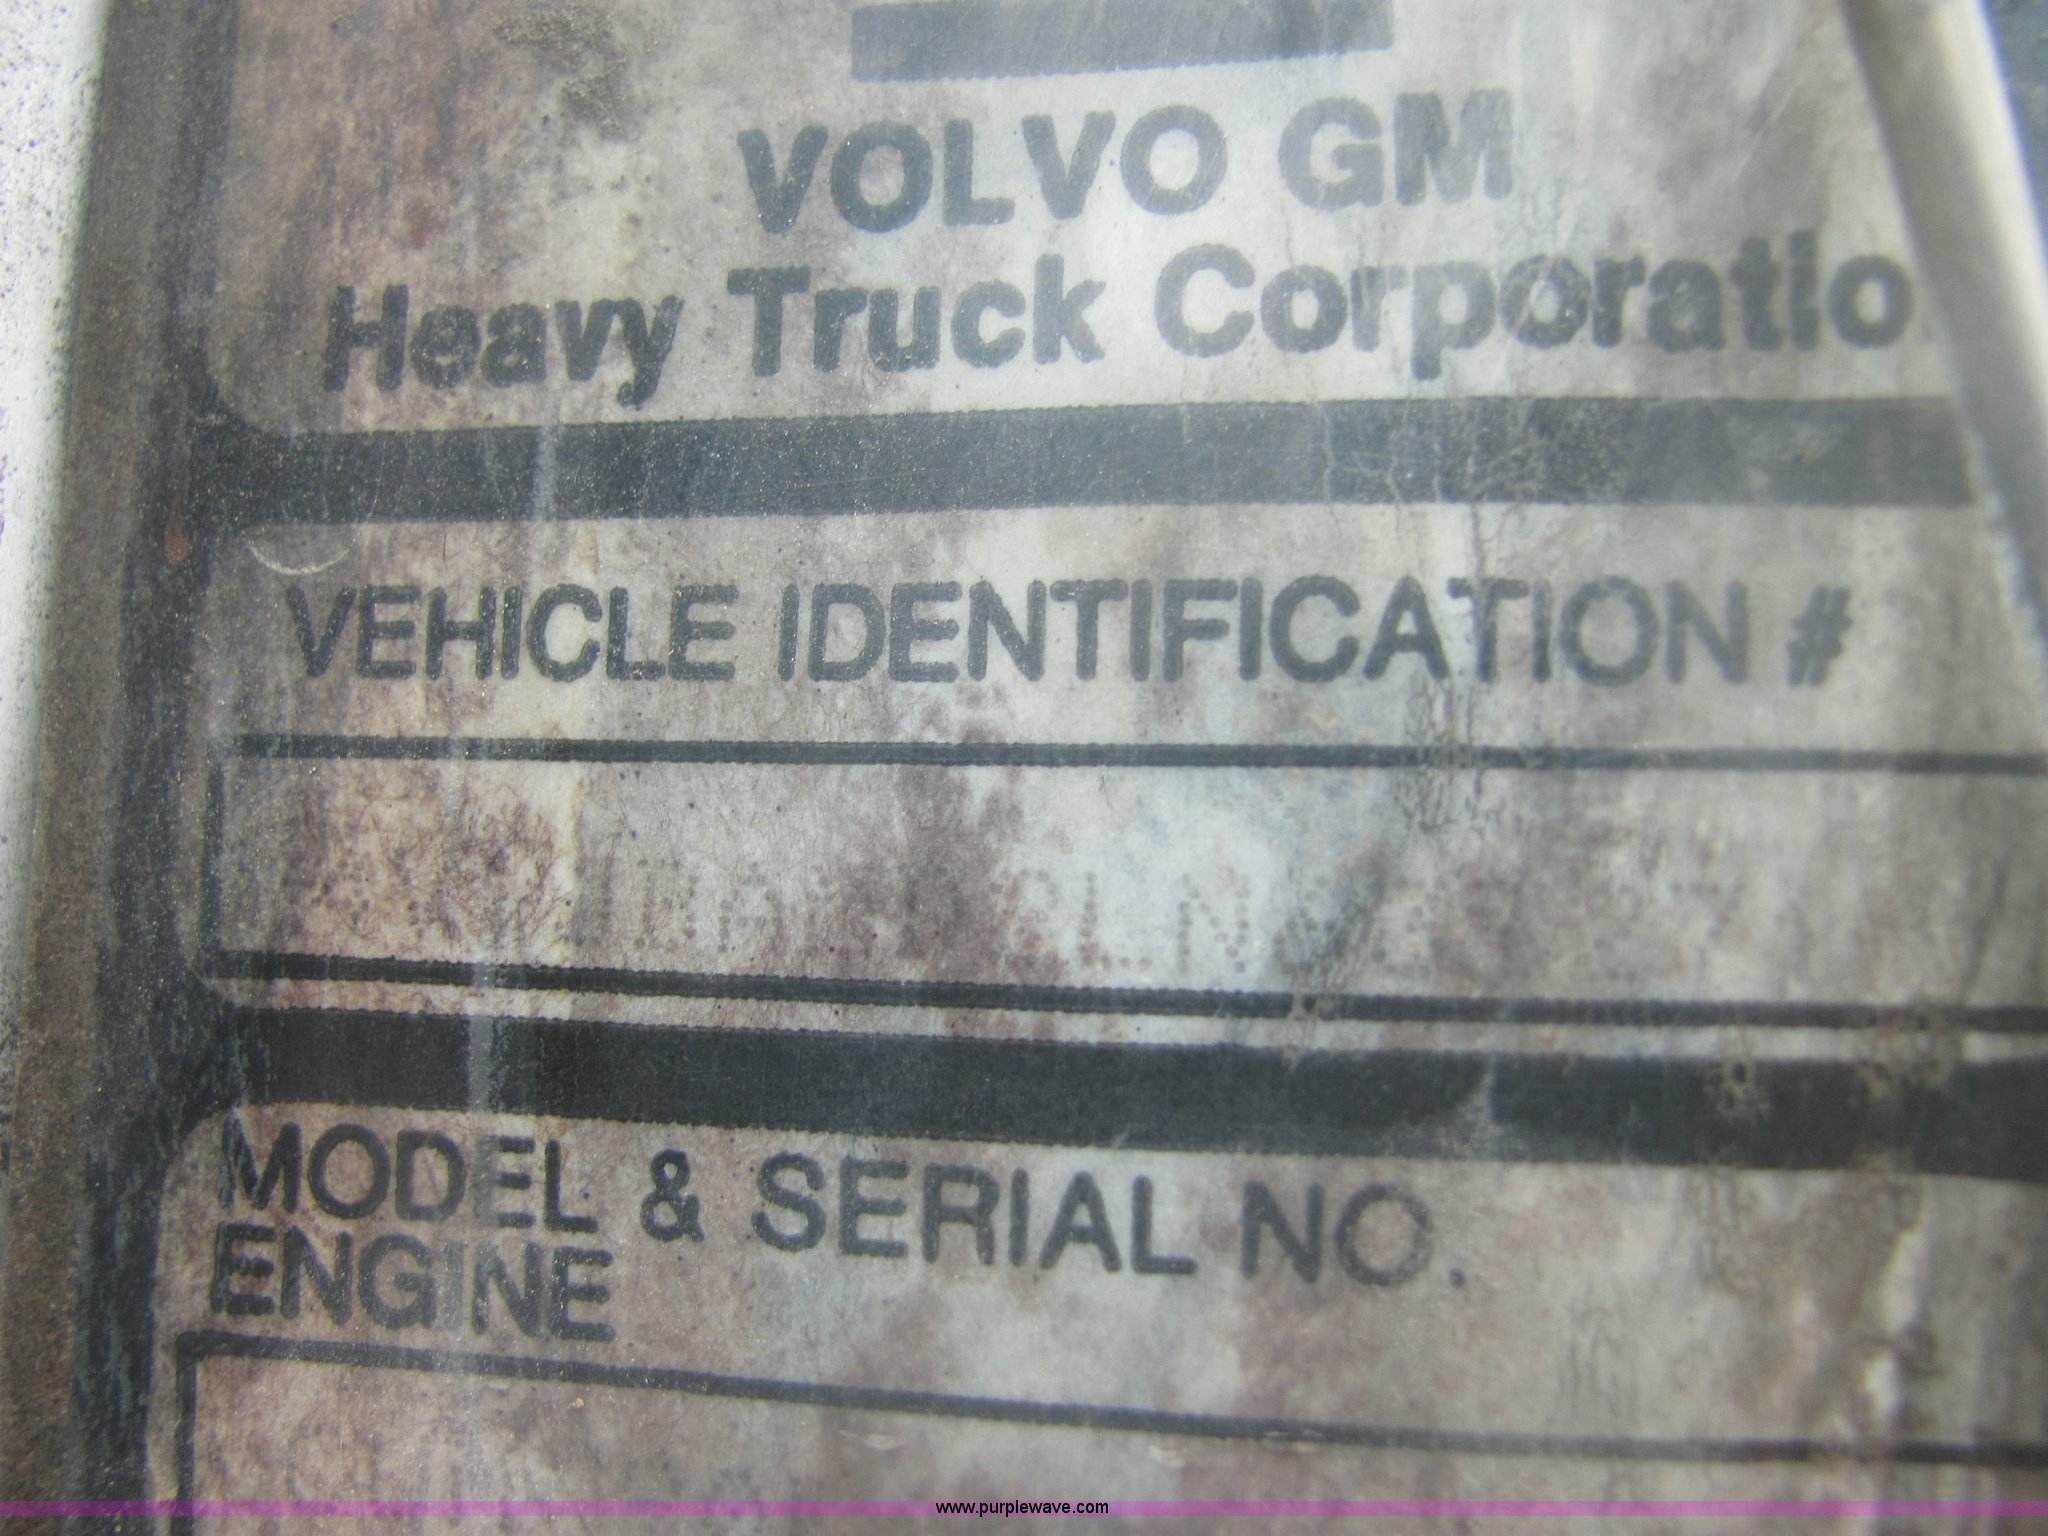 VOLVO GM
Heavy Truck Corporatio
VEHICLE IDENTIFICATION #
MODEL & SERIAL NO.
ENGINE
www.purplewave.com